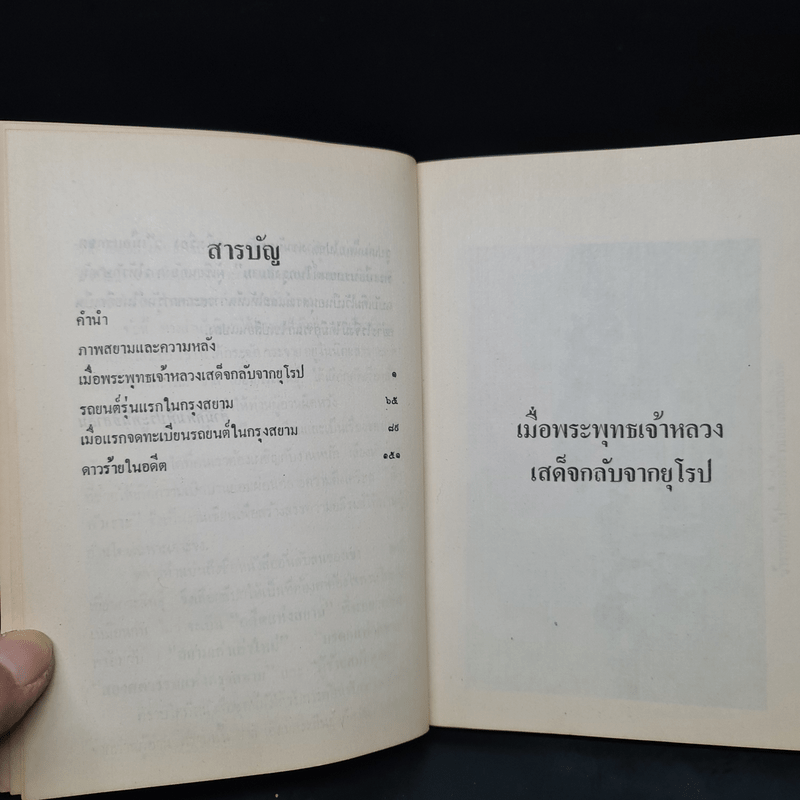 สารบัญ
คำนำ
ภาพสยามและความหลัง
เมื่อพระพุทธเจ้าหลวงเสด็จกลับจากยุโรป ๑
รถยนต์รุ่นแรกในกรุงสยาม ๖๕
เมื่อแรกจดทะเบียนรถยนต์ในกรุงสยาม ๘๙
ดาวร้ายในอดีต ๑๕๑
เมื่อพระพุทธเจ้าหลวง
เสด็จกลับจากยุโรป